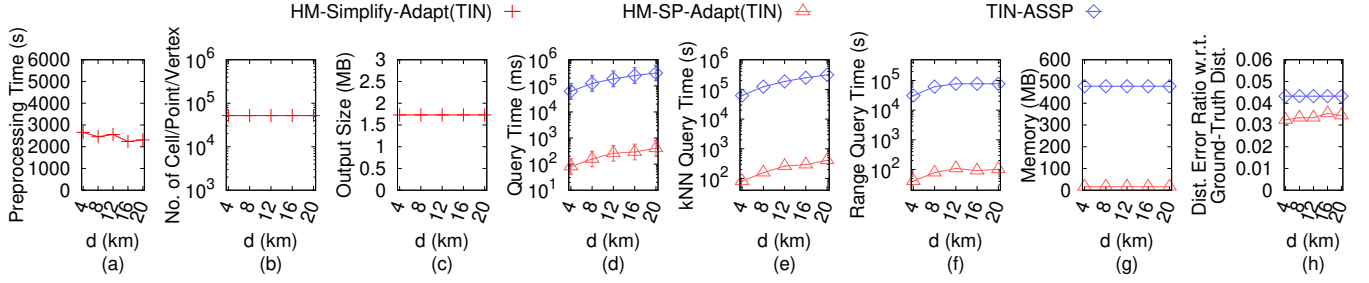 HM-Simplify-Adapt(TIN)
HM-SP-Adapt(TIN)
TIN-ASSP
Preprocessing Time (s)
6000
5000
4000
3000
2000
1000
0
4 8 12 16 20
d (km)
(a)
No. of Cell/Point/Vertex
10^6
10^5
10^4
10^3
4 8 12 16 20
d (km)
(b)
Output Size (MB)
3
2.5
2
1.5
1
0.5
0
4 8 12 16 20
d (km)
(c)
Query Time (ms)
10^6
10^5
10^4
10^3
10^2
10^1
4 8 12 16 20
d (km)
(d)
kNN Query Time (s)
10^6
10^5
10^4
10^3
10^2
4 8 12 16 20
d (km)
(e)
Range Query Time (s)
10^5
10^4
10^3
10^2
4 8 12 16 20
d (km)
(f)
Memory (MB)
600
500
400
300
200
100
0
4 8 12 16 20
d (km)
(g)
Dist. Error Ratio w.r.t.
Ground-Truth Dist.
0.06
0.05
0.04
0.03
0.02
0.01
0
4 8 12 16 20
d (km)
(h)